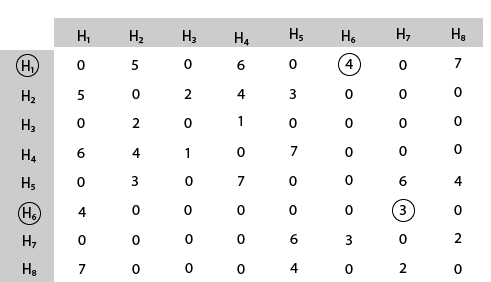 H₁ H₂ H₃ H₄ H₅ H₆ H₇ H₈
H₁ 0 5 0 6 0 4 0 7
H₂ 5 0 2 4 3 0 0 0
H₃ 0 2 0 1 0 0 0 0
H₄ 6 4 1 0 7 0 0 0
H₅ 0 3 0 7 0 0 6 4
H₆ 4 0 0 0 0 0 3 0
H₇ 0 0 0 0 6 3 0 2
H₈ 7 0 0 0 4 0 2 0